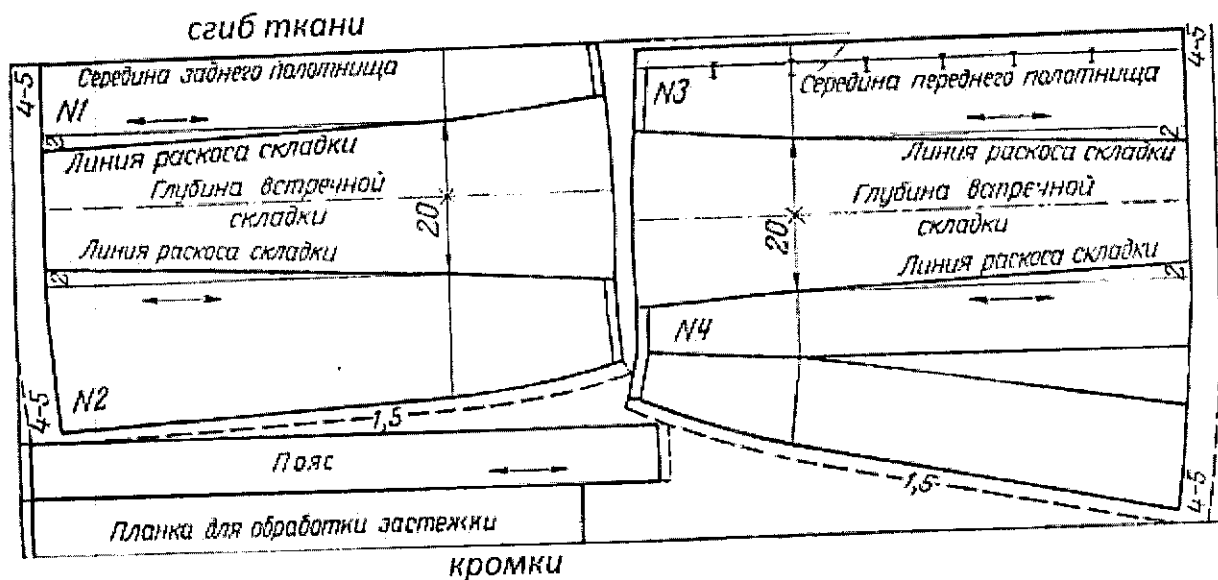 сгиб ткани
4-5
Середина заднего полотнища
N1
2
Линия раскоса складки
Глубина встречной
складки
20
Линия раскоса складки
2
N2
4-5
1,5
Пояс
Планка для обработки застежки
кромки
4-5
N3
Середина переднего полотнища
2
Линия раскоса складки
Глубина встречной
складки
20
Линия раскоса складки
2
N4
1,5
4-5